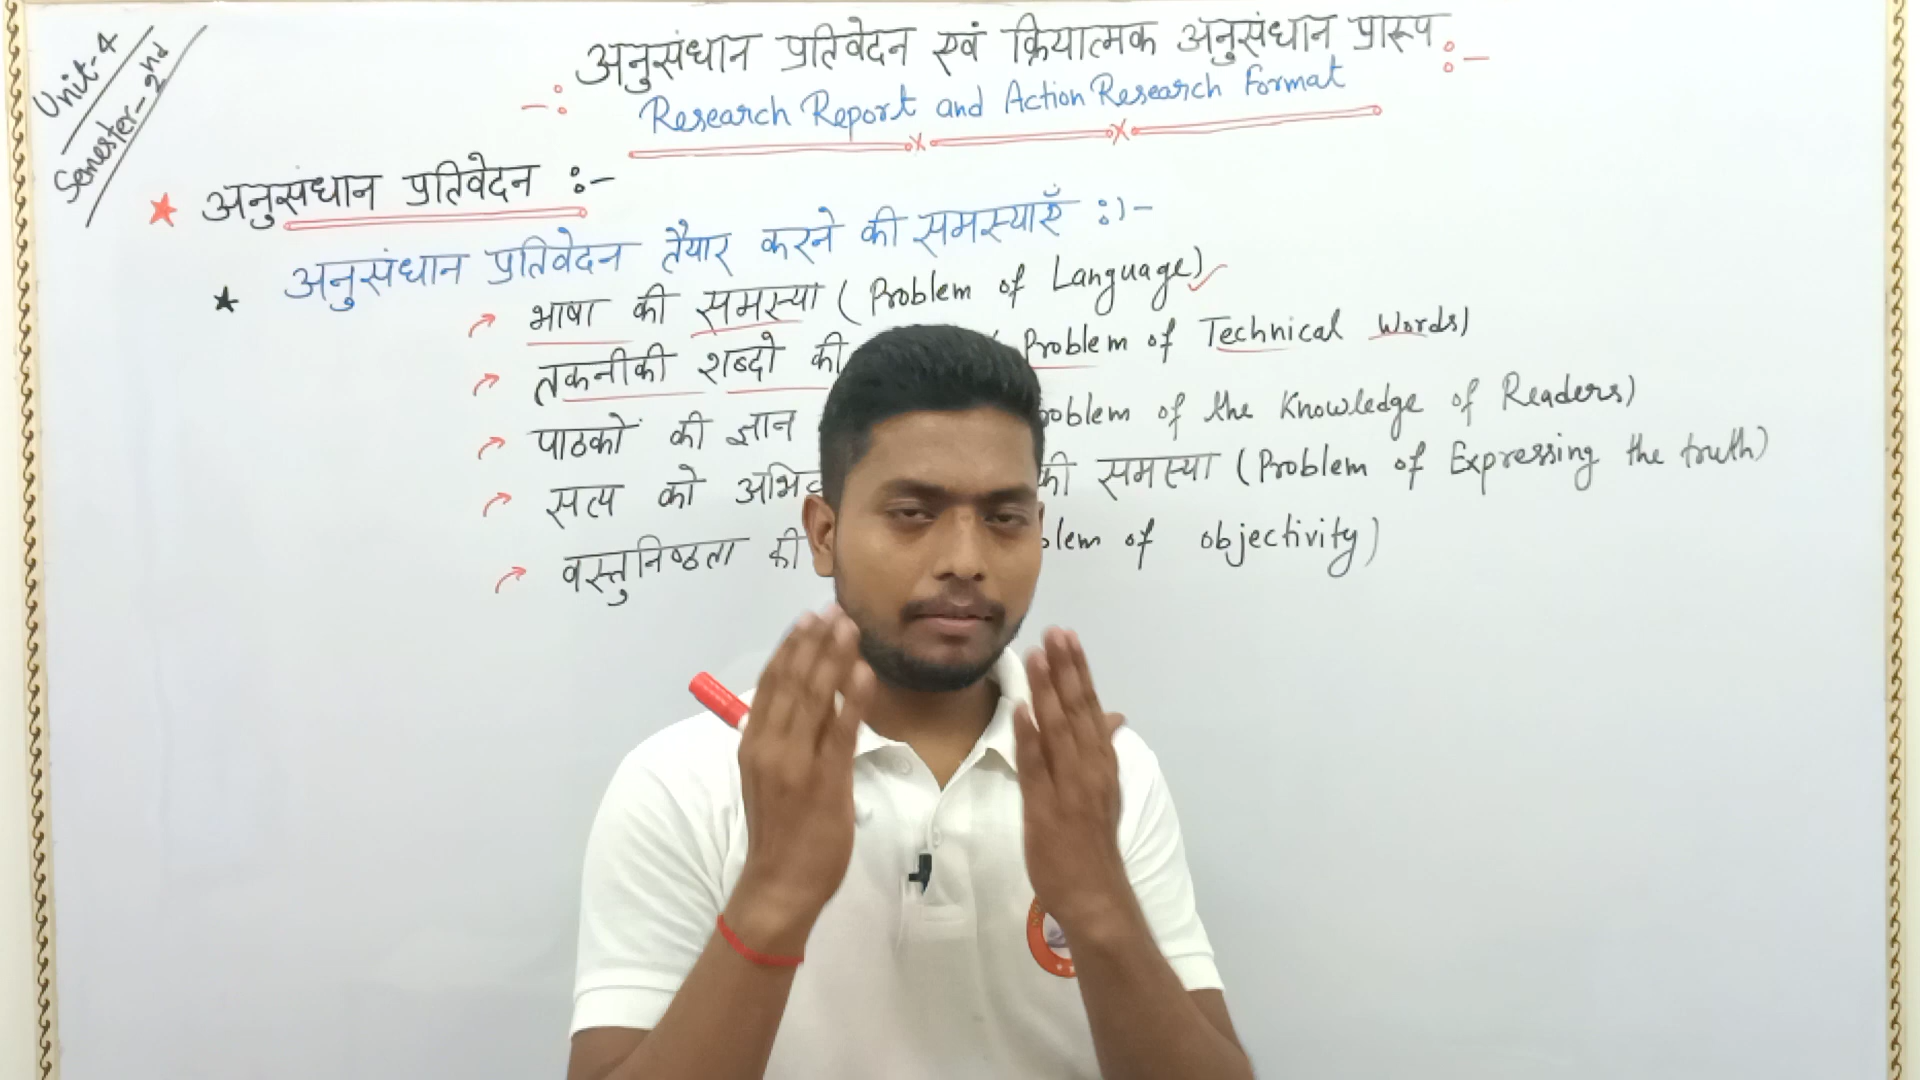 Unit-4
Semester-2nd
-: अनुसंधान प्रतिवेदन एवं क्रियात्मक अनुसंधान प्रारूप :-
Research Report and Action Research Format
अनुसंधान प्रतिवेदन :-
अनुसंधान प्रतिवेदन तैयार करने की समस्याएँ :-
भाषा की समस्या (Problem of Language)
तकनीकी शब्दो की Problem of Technical Words)
पाठकों की ज्ञान of the Knowledge of Readers)
सत्य को की समस्या (Problem of Expressing the truth)
वस्तुनिष्ठता की of objectivity)